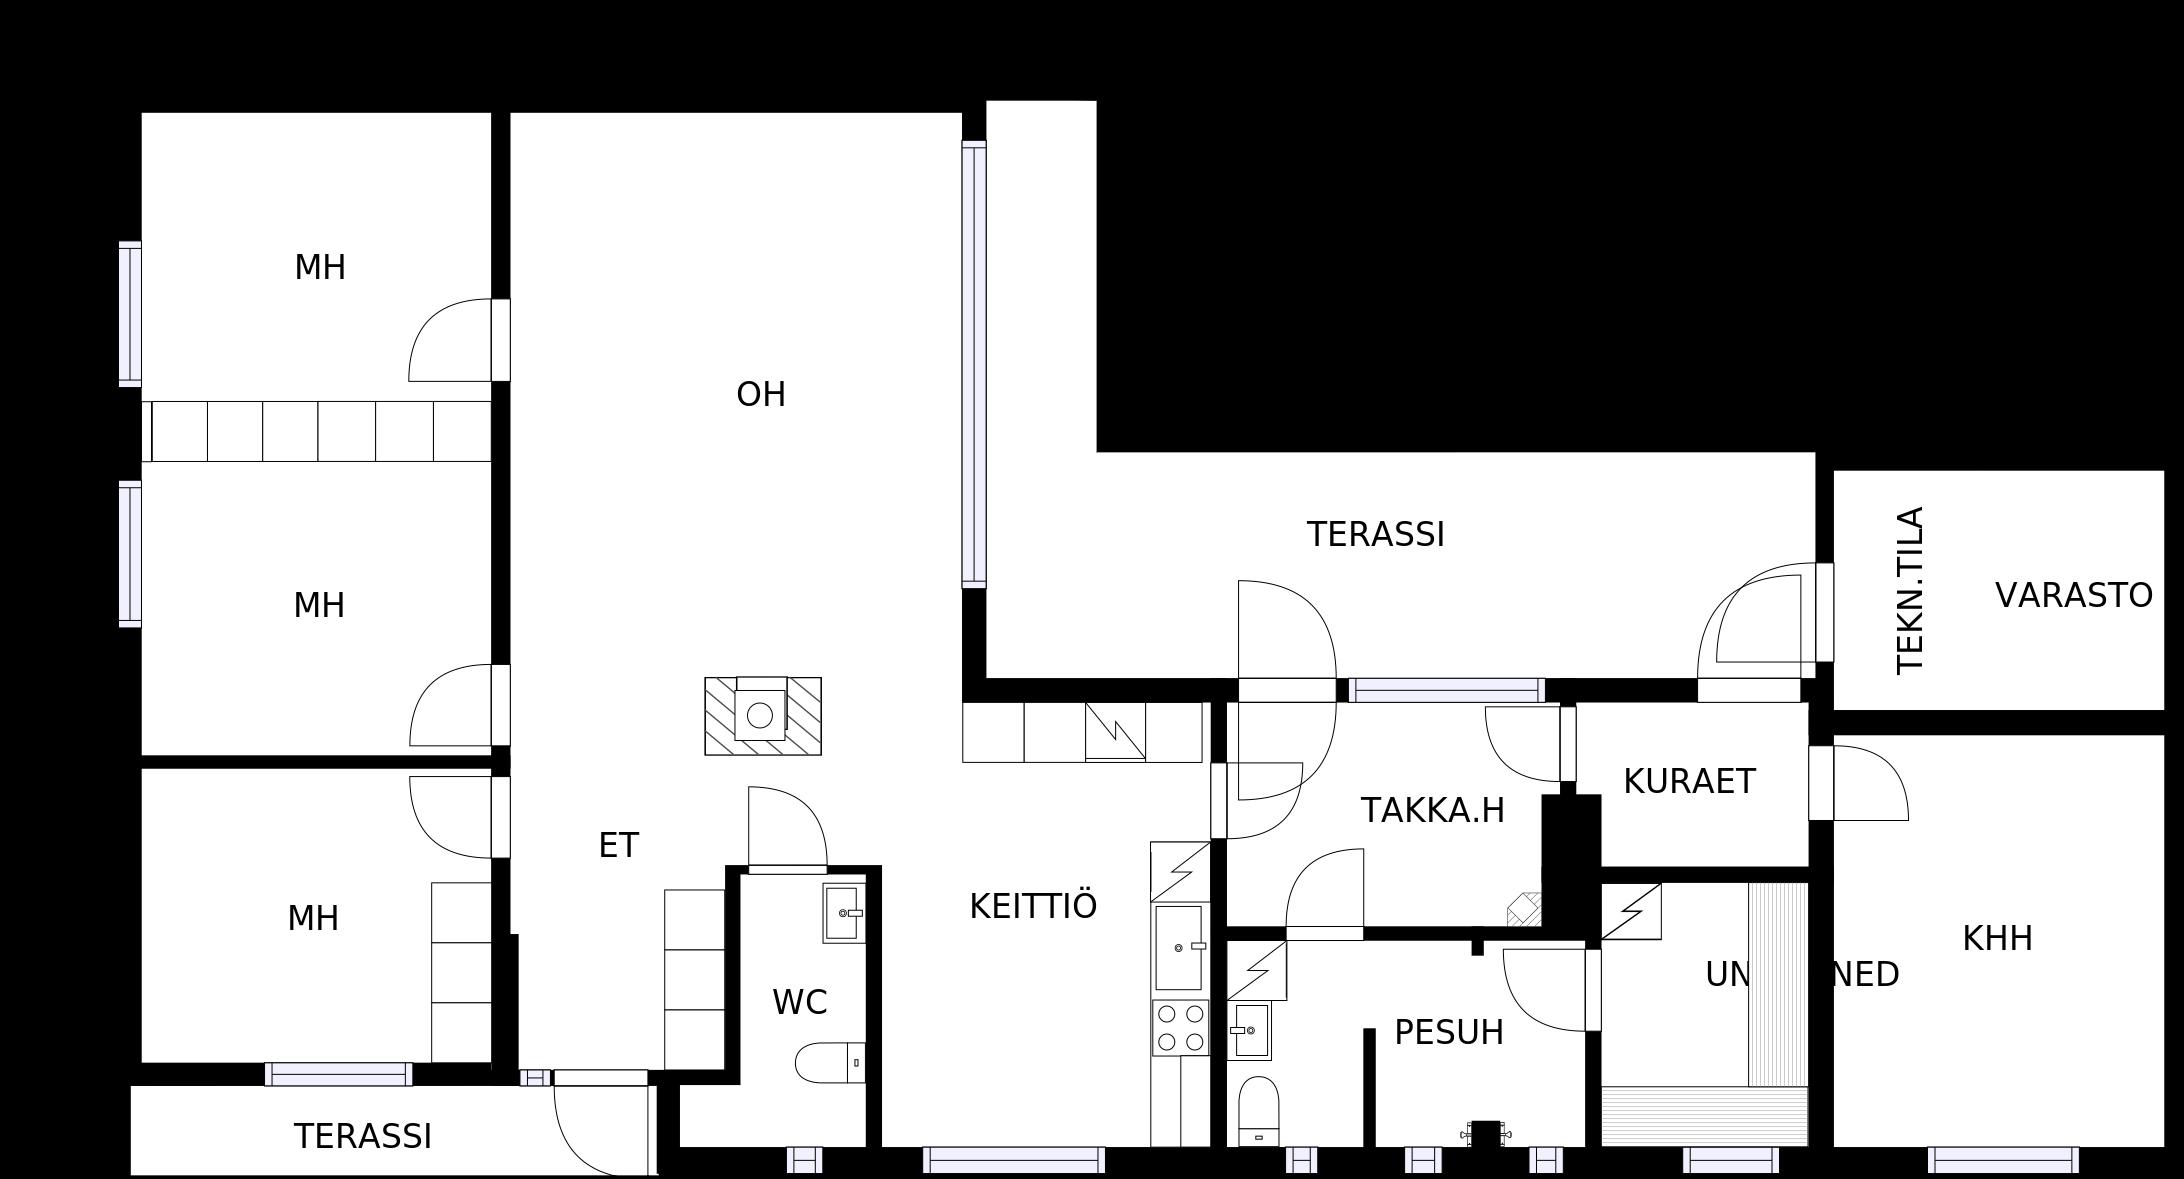 MH
OH
TERASSI
TEKN.TILA
VARASTO
MH
KURAET
TAKKA.H
ET
KEITTIÖ
MH
KHH
UN NED
WC
PESUH
TERASSI